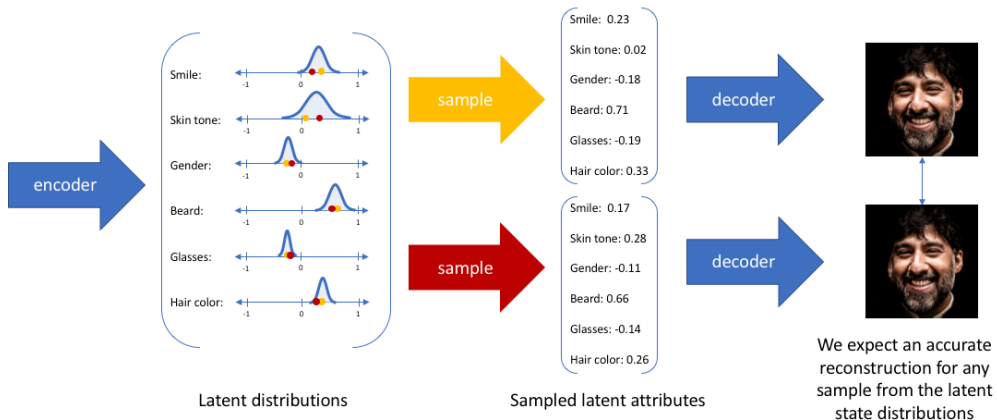 encoder
Smile:
-1 0 1
Skin tone:
-1 0 1
Gender:
-1 0 1
Beard:
-1 0 1
Glasses:
-1 0 1
Hair color:
-1 0 1
Latent distributions
sample
Smile: 0.23
Skin tone: 0.02
Gender: -0.18
Beard: 0.71
Glasses: -0.19
Hair color: 0.33
decoder
sample
Smile: 0.17
Skin tone: 0.28
Gender: -0.11
Beard: 0.66
Glasses: -0.14
Hair color: 0.26
decoder
Sampled latent attributes
We expect an accurate
reconstruction for any
sample from the latent
state distributions